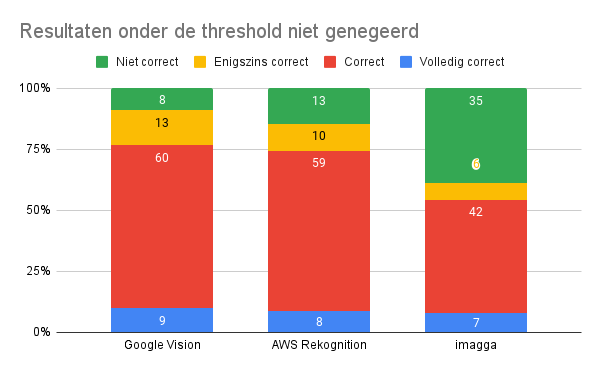 Resultaten onder de threshold niet genegeerd
Niet correct Enigszins correct Correct Volledig correct
100%
8 13 35
13 10 6
75%
60 59
50%
42
25%
9 8 7
0%
Google Vision AWS Rekognition imagga